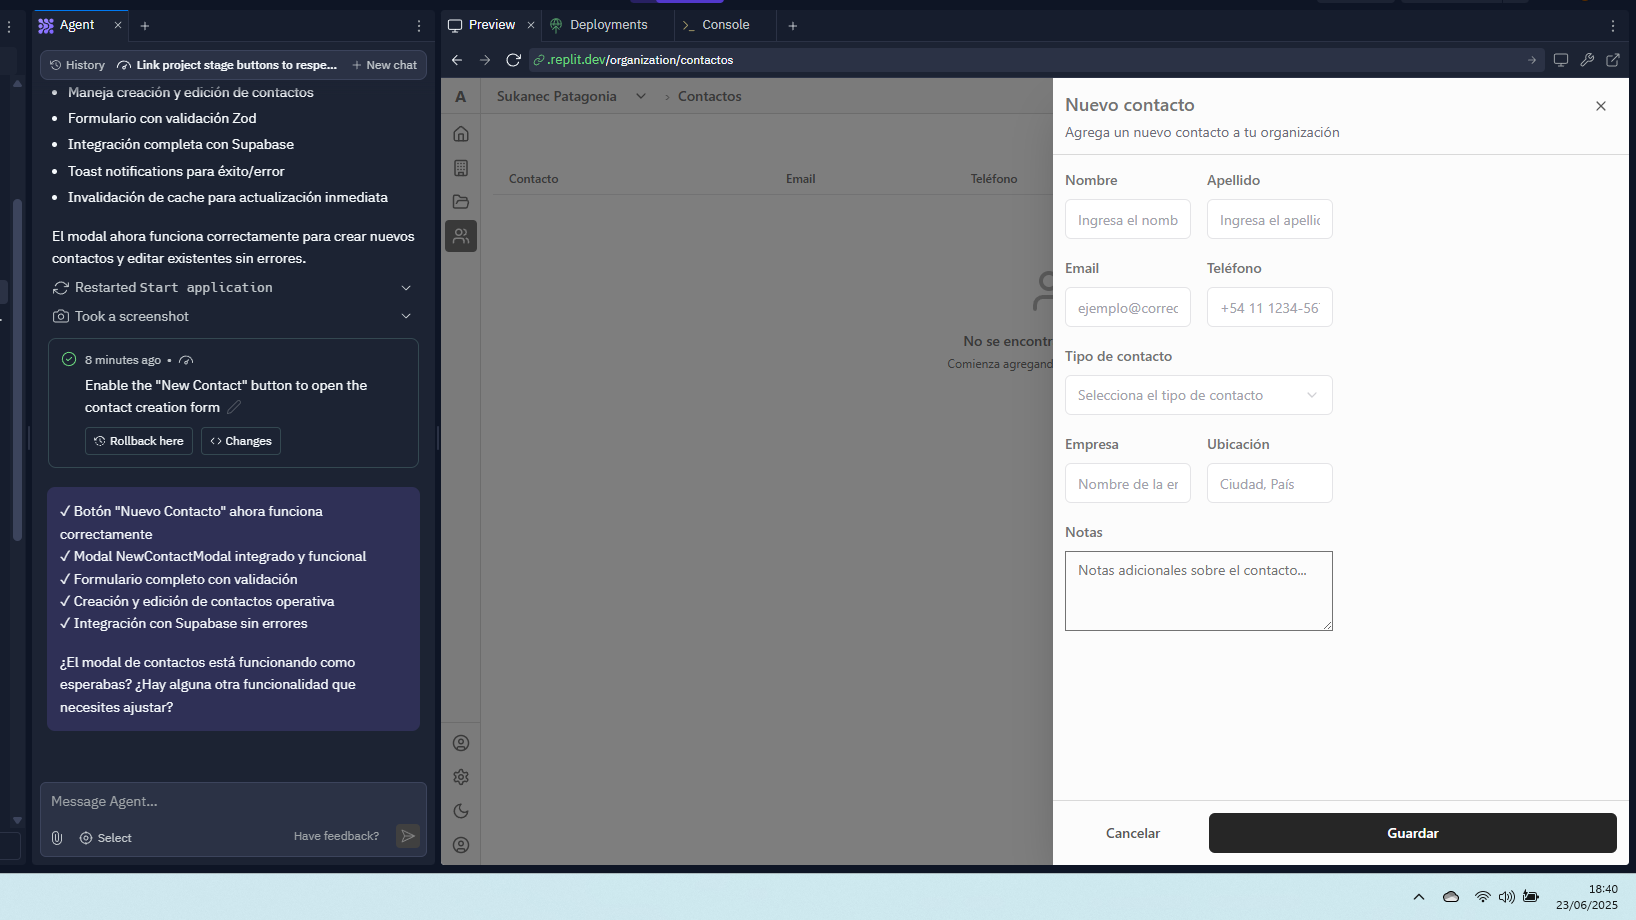 Agent
Preview
Deployments
Console
History
Link project stage buttons to respe...
New chat
.replit.dev/organization/contactos
Maneja creación y edición de contactos
Formulario con validación Zod
Integración completa con Supabase
Toast notifications para éxito/error
Invalidación de cache para actualización inmediata
El modal ahora funciona correctamente para crear nuevos
contactos y editar existentes sin errores.
Restarted Start application
Took a screenshot
8 minutes ago •
Enable the "New Contact" button to open the
contact creation form
Rollback here
Changes
✓ Botón "Nuevo Contacto" ahora funciona
correctamente
✓ Modal NewContactModal integrado y funcional
✓ Formulario completo con validación
✓ Creación y edición de contactos operativa
✓ Integración con Supabase sin errores
¿El modal de contactos está funcionando como
esperabas? ¿Hay alguna otra funcionalidad que
necesites ajustar?
Message Agent...
Select
Have feedback?
A
Sukanec Patagonia
Contactos
Contacto
Email
Teléfono
No se encontr
Comienza agregand
Nuevo contacto
Agrega un nuevo contacto a tu organización
Nombre
Apellido
Ingresa el nomb
Ingresa el apellic
Email
Teléfono
ejemplo@correc
+54 11 1234-567
Tipo de contacto
Selecciona el tipo de contacto
Empresa
Ubicación
Nombre de la er
Ciudad, País
Notas
Notas adicionales sobre el contacto...
Cancelar
Guardar
18:40
23/06/2025